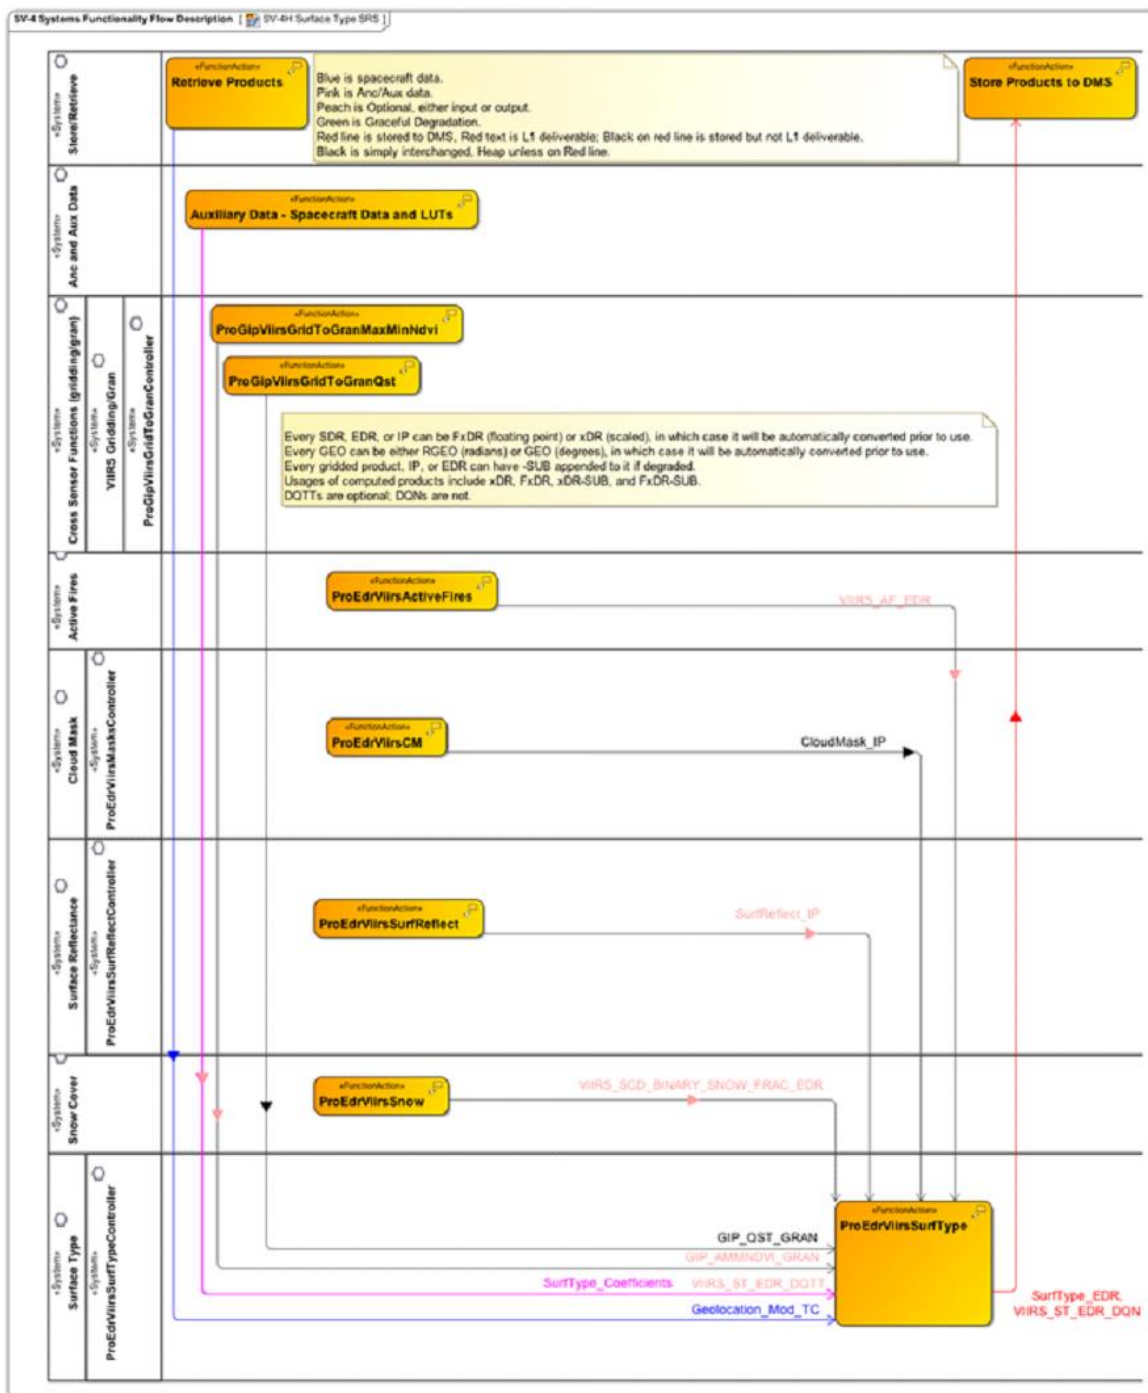 SV-4 Systems Functionality Flow Description [ SV-4H Surface Type SRS ]
«System»
Store/Retrieve
«FunctionAction»
Retrieve Products
Blue is spacecraft data.
Pink is Anc/Aux data.
Peach is Optional, either input or output.
Green is Graceful Degradation.
Red line is stored to DMS, Red text is L1 deliverable; Black on red line is stored but not L1 deliverable.
Black is simply interchanged, Heap unless on Red line.
«FunctionAction»
Store Products to DMS
«System»
Anc and Aux Data
«FunctionAction»
Auxiliary Data - Spacecraft Data and LUTs
«System»
Cross Sensor Functions (gridding/gran)
«System»
VIIRS Gridding/Gran
«System»
ProGipViirsGridToGranController
«FunctionAction»
ProGipViirsGridToGranMaxMinNdvi
«FunctionAction»
ProGipViirsGridToGranQst
Every SDR, EDR, or IP can be FxDR (floating point) or xDR (scaled), in which case it will be automatically converted prior to use.
Every GEO can be either RGEO (radians) or GEO (degrees), in which case it will be automatically converted prior to use.
Every gridded product, IP, or EDR can have -SUB appended to it if degraded.
Usages of computed products include xDR, FxDR, xDR-SUB, and FxDR-SUB.
DQTTs are optional; DQNs are not.
«System»
Active Fires
«FunctionAction»
ProEdrViirsActiveFires
VIIRS_AF_EDR
«System»
Cloud Mask
«System»
ProEdrViirsMasksController
«FunctionAction»
ProEdrViirsCM
CloudMask_IP
«System»
Surface Reflectance
«System»
ProEdrViirsSurfReflectController
«FunctionAction»
ProEdrViirsSurfReflect
SurfReflect_IP
«System»
Snow Cover
«FunctionAction»
ProEdrViirsSnow
VIIRS_SCD_BINARY_SNOW_FRAC_EDR
«System»
Surface Type
«System»
ProEdrViirsSurfTypeController
«FunctionAction»
ProEdrViirsSurfType
GIP_QST_GRAN
GIP_AMMNDVI_GRAN
SurfType_Coefficients VIIRS_ST_EDR_DQTT
Geolocation_Mod_TC
SurfType_EDR,
VIIRS_ST_EDR_DQN